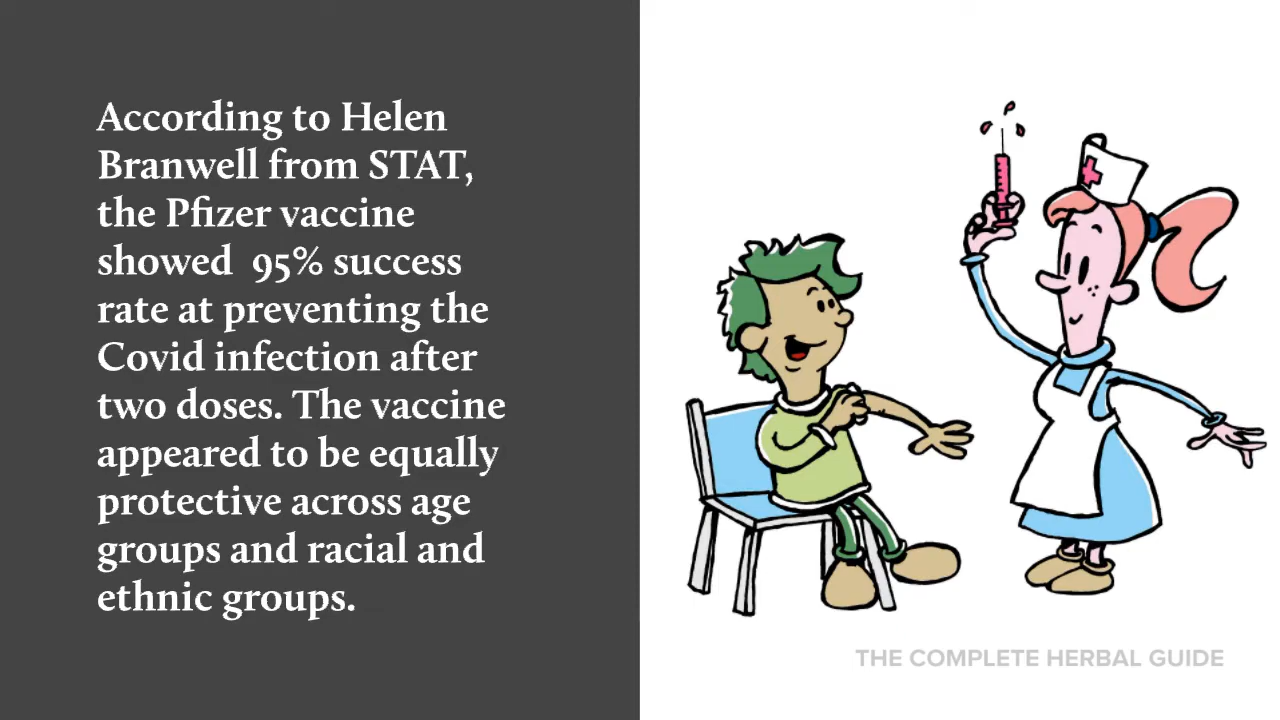 According to Helen
Branwell from STAT,
the Pfizer vaccine
showed 95% success
rate at preventing the
Covid infection after
two doses. The vaccine
appeared to be equally
protective across age
groups and racial and
ethnic groups.
THE COMPLETE HERBAL GUIDE